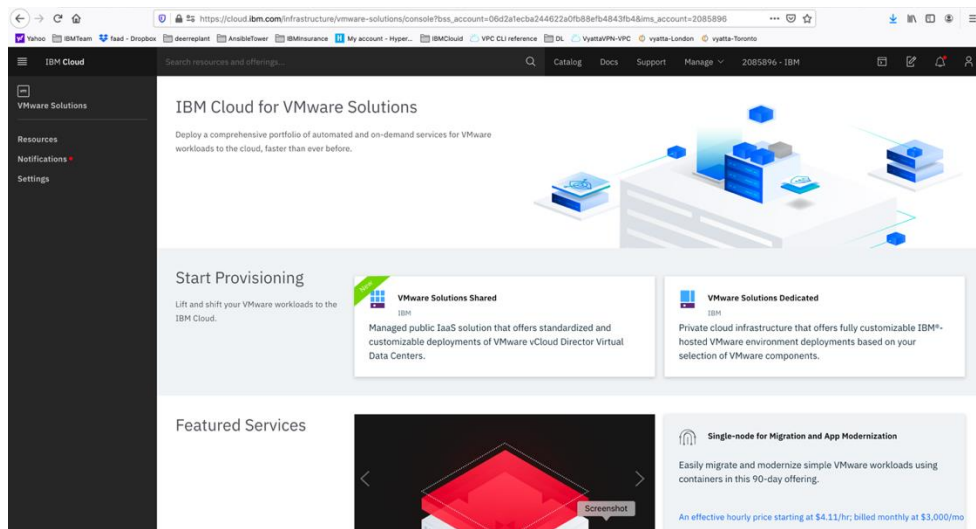 https://cloud.ibm.com/infrastructure/vmware-solutions/console?bss_account=06d2a1ecba244622a0fb88efb4843fb4&ims_account=2085896
Yahoo IBMTeam faad - Dropbox deerreplant AnsibleTower IBMinsurance My account - Hyper... IBMClouid VPC CLI reference DL VyattaVPN-VPC vyatta-London vyatta-Toronto
IBM Cloud Search resources and offerings... Catalog Docs Support Manage 2085896 - IBM
VMware Solutions
Resources
Notifications
Settings
IBM Cloud for VMware Solutions
Deploy a comprehensive portfolio of automated and on-demand services for VMware
workloads to the cloud, faster than ever before.
Start Provisioning
Lift and shift your VMware workloads to the
IBM Cloud.
New
VMware Solutions Shared
IBM
Managed public IaaS solution that offers standardized and
customizable deployments of VMware vCloud Director Virtual
Data Centers.
VMware Solutions Dedicated
IBM
Private cloud infrastructure that offers fully customizable IBM®-
hosted VMware environment deployments based on your
selection of VMware components.
Featured Services
Screenshot
Single-node for Migration and App Modernization
Easily migrate and modernize simple VMware workloads using
containers in this 90-day offering.
An effective hourly price starting at $4.11/hr; billed monthly at $3,000/mo